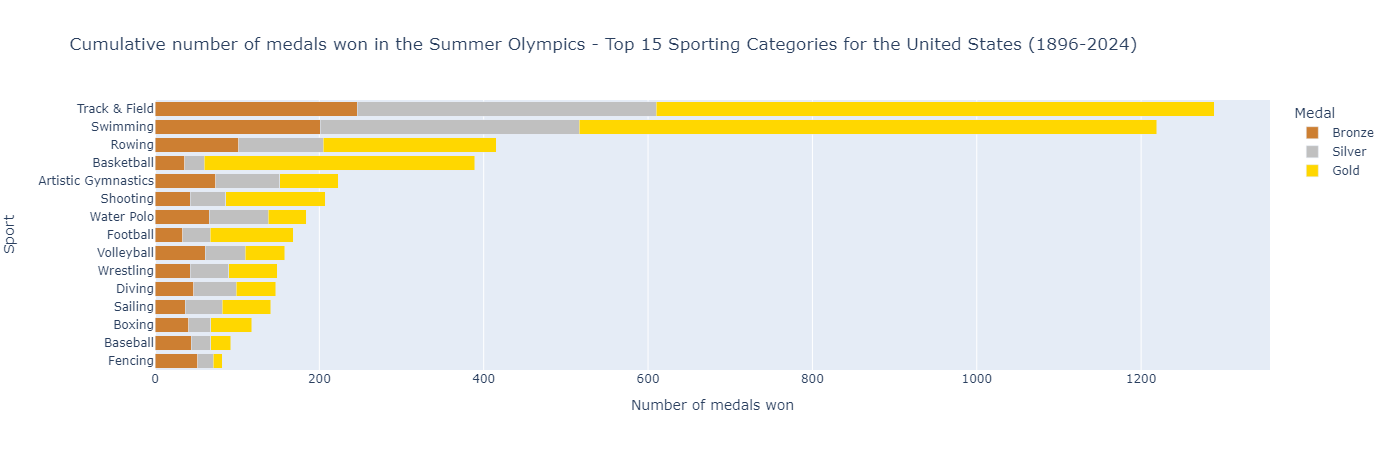 Cumulative number of medals won in the Summer Olympics - Top 15 Sporting Categories for the United States (1896-2024)
Sport
Track & Field
Swimming
Rowing
Basketball
Artistic Gymnastics
Shooting
Water Polo
Football
Volleyball
Wrestling
Diving
Sailing
Boxing
Baseball
Fencing
0 200 400 600 800 1000 1200
Number of medals won
Medal
Bronze
Silver
Gold